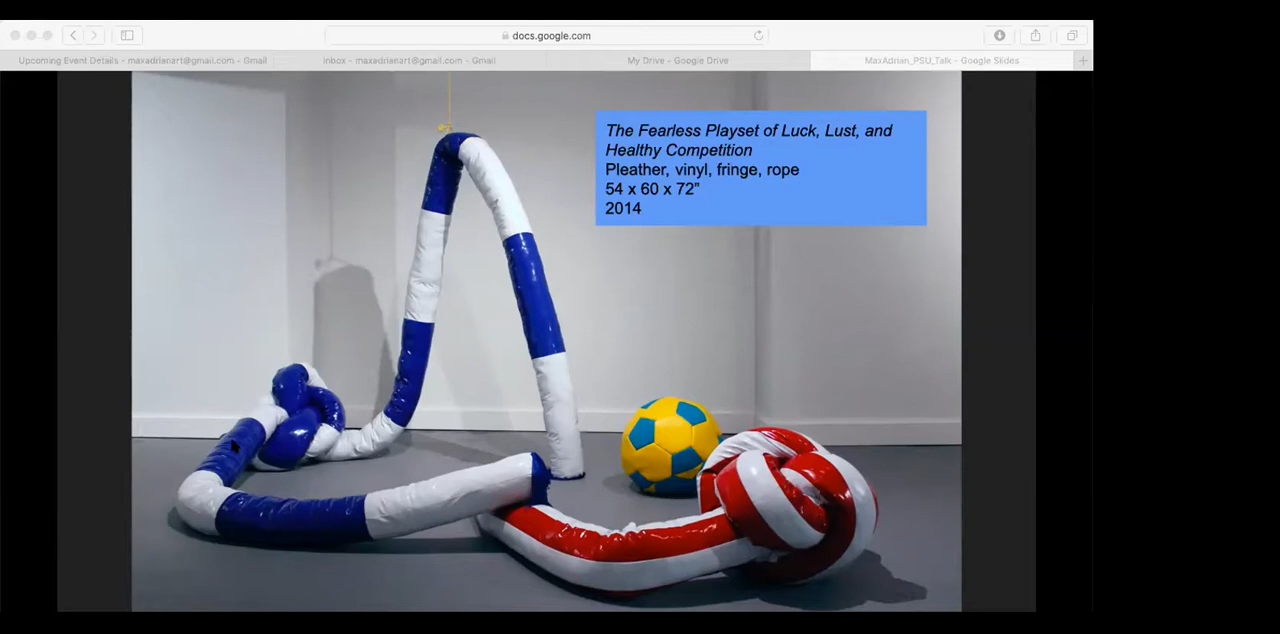 docs.google.com
Upcoming Event Details - maxadrianart@gmail.com - Gmail
Inbox - maxadrianart@gmail.com - Gmail
My Drive - Google Drive
MaxAdrian_PSU_Talk - Google Slides
The Fearless Playset of Luck, Lust, and
Healthy Competition
Pleather, vinyl, fringe, rope
54 x 60 x 72"
2014